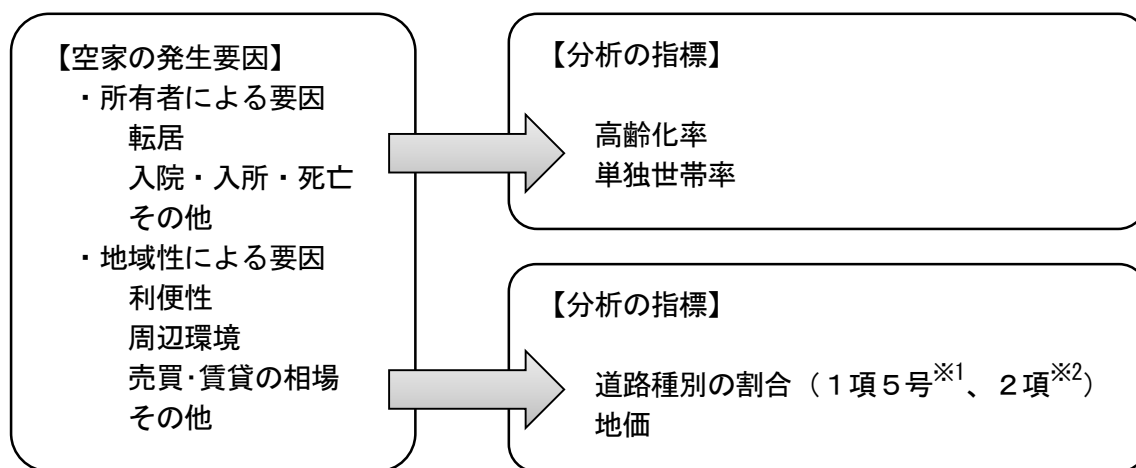 【空家の発生要因】
・所有者による要因
転居
入院・入所・死亡
その他
・地域性による要因
利便性
周辺環境
売買･賃貸の相場
その他
【分析の指標】
高齢化率
単独世帯率
【分析の指標】
道路種別の割合（１項５号※1、２項※2）
地価